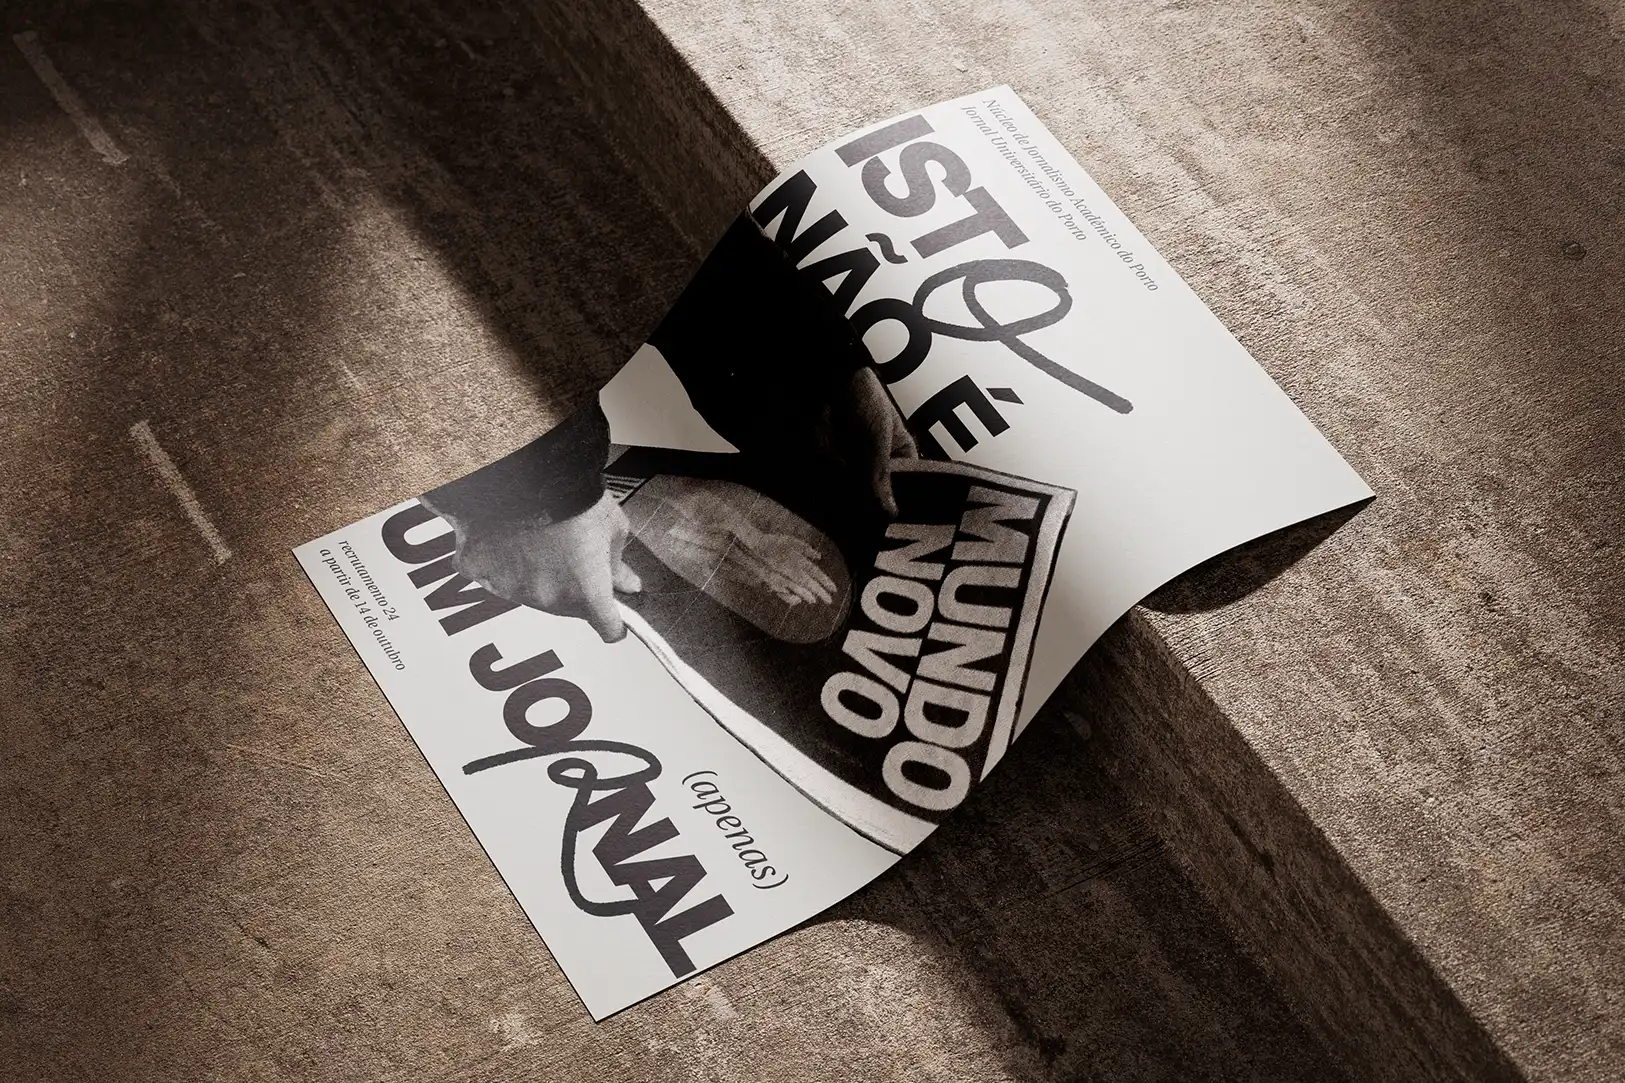 Núcleo de Jornalismo Académico do Porto
Jornal Universitário do Porto
ISTO
NÃO É
MUNDO
NOVO
(apenas)
UM JORNAL
recrutamento 24
a partir de 14 de outubro